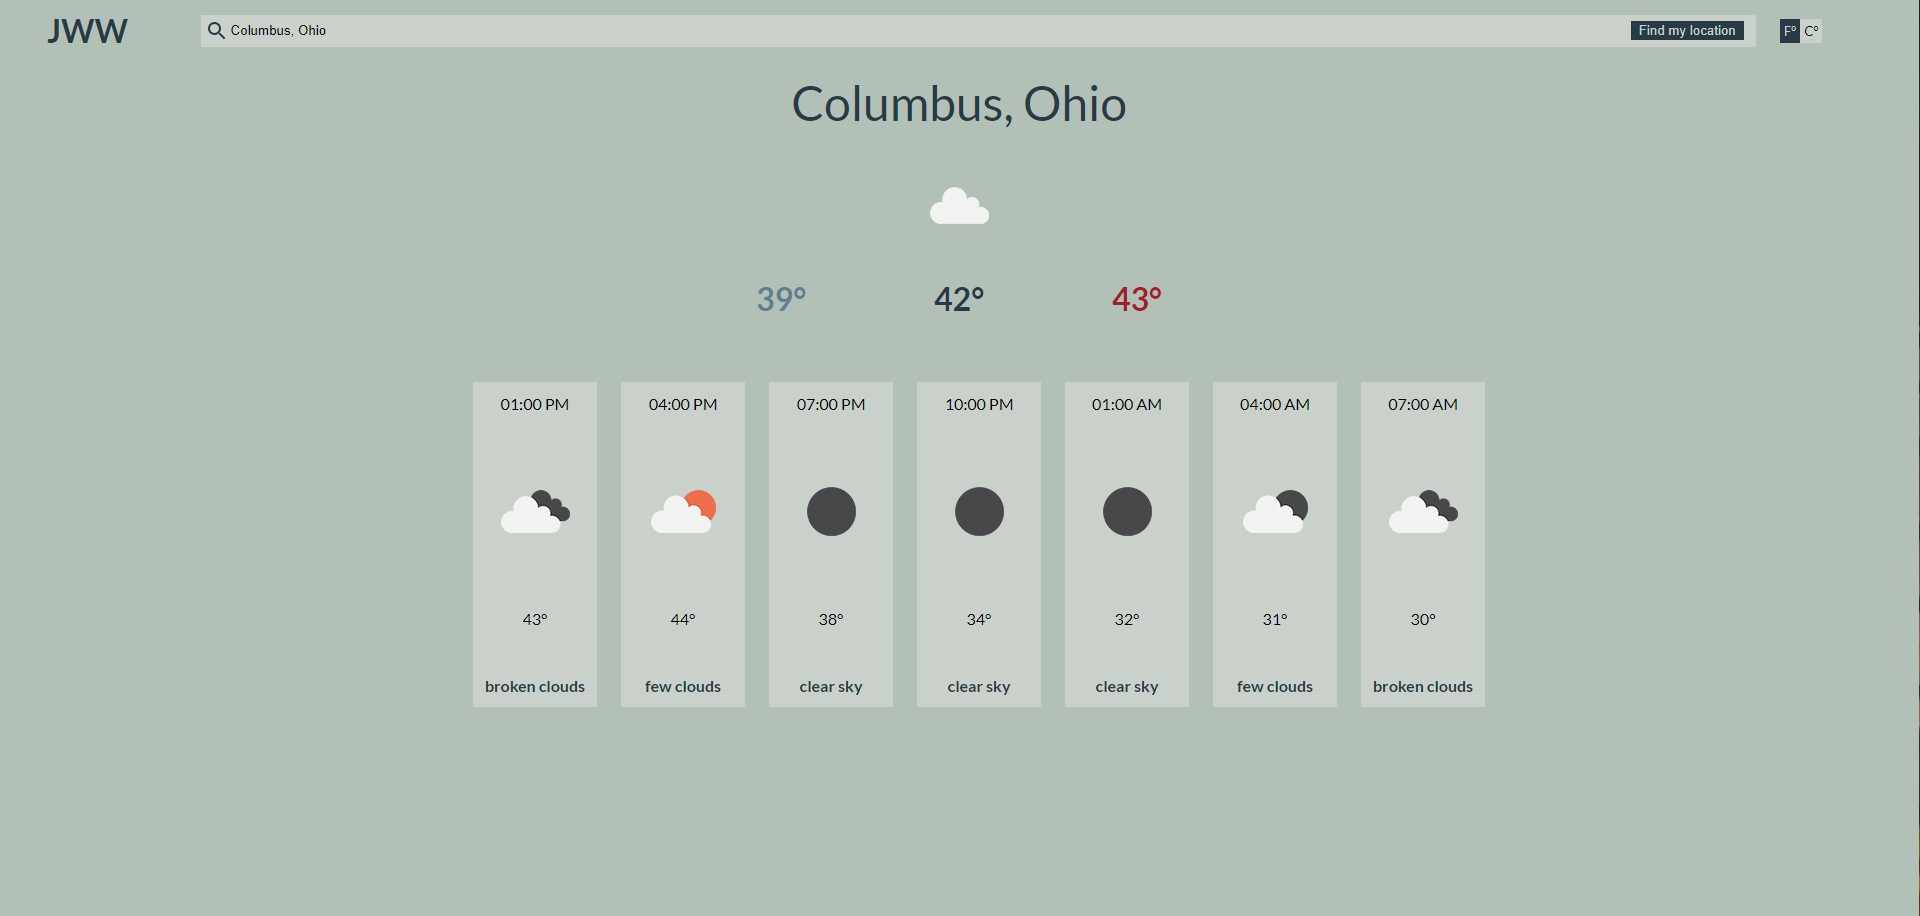 JWW
Columbus, Ohio
Find my location
F° C°
Columbus, Ohio
39° 42° 43°
01:00 PM 04:00 PM 07:00 PM 10:00 PM 01:00 AM 04:00 AM 07:00 AM
43° 44° 38° 34° 32° 31° 30°
broken clouds few clouds clear sky clear sky clear sky few clouds broken clouds